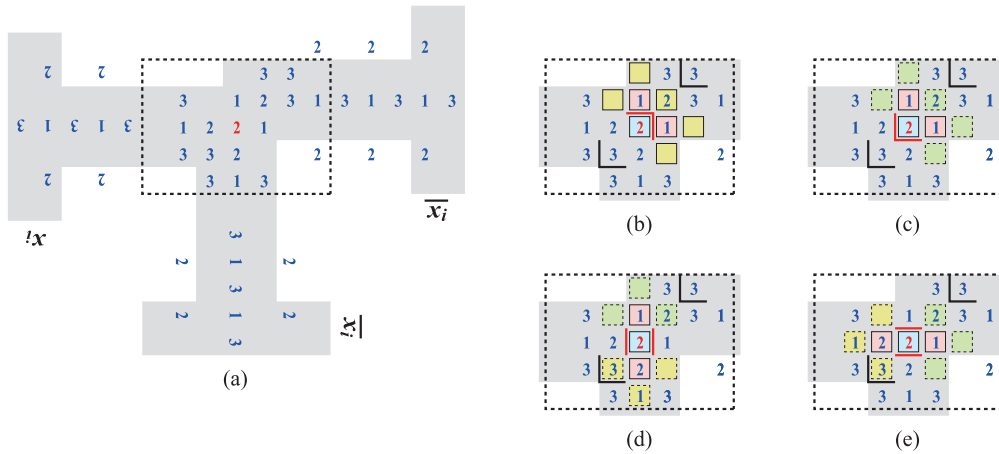 2 2 2
2 2 3 3
3 1 2 3 1 3 1 3 1 3
3 1 3 1 3 1 2 2 1
3 3 2 2 2 2
2 2 3 1 3
$\overline{x_i}$
$x_i$
3
2 1 2
3
2 1 2
3
$\overline{x_i}$
(a)
3 3
3 1 2 3 1
1 2 2 1
3 3 2 2
3 1 3
(b)
3 3
3 1 2 3 1
1 2 2 1
3 3 2 2
3 1 3
(c)
3 3
3 1 2 3 1
1 2 2 1
3 3 2 2
3 1 3
(d)
3 3
3 1 2 3 1
1 2 2 1
3 3 2 2
3 1 3
(e)